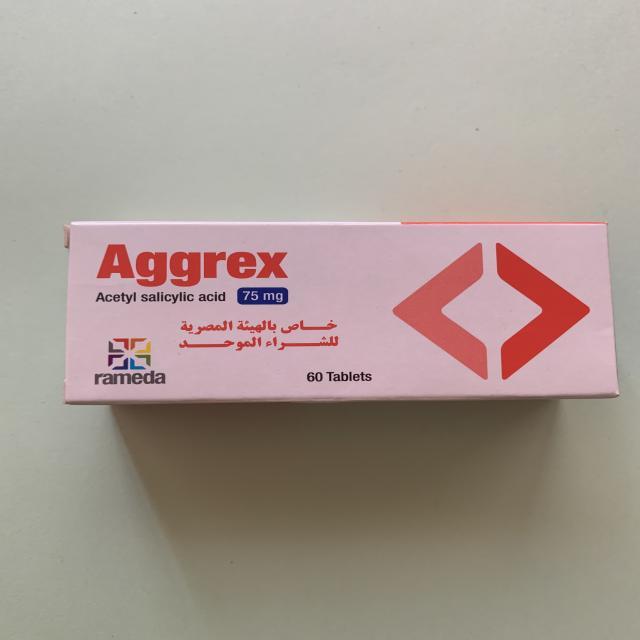 Aggrex
Acetyl salicylic acid 75 mg
خاص بالهيئة المصرية
للشراء الموحد
rameda
60 Tablets